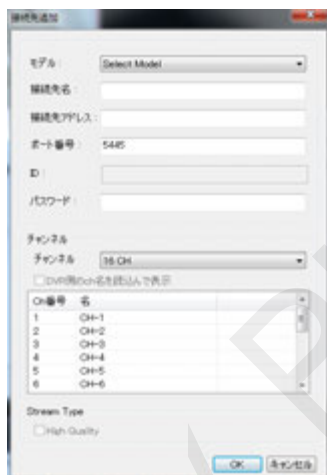 接続先追加
モデル： Select Model
接続先名：
接続先アドレス：
ポート番号： 5445
ID：
パスワード：
チャンネル
チャンネル 16 CH
DVR側のch名を読込んで表示
Ch番号 名
1 CH-1
2 CH-2
3 CH-3
4 CH-4
5 CH-5
6 CH-6
Stream Type
High Quality
OK キャンセル